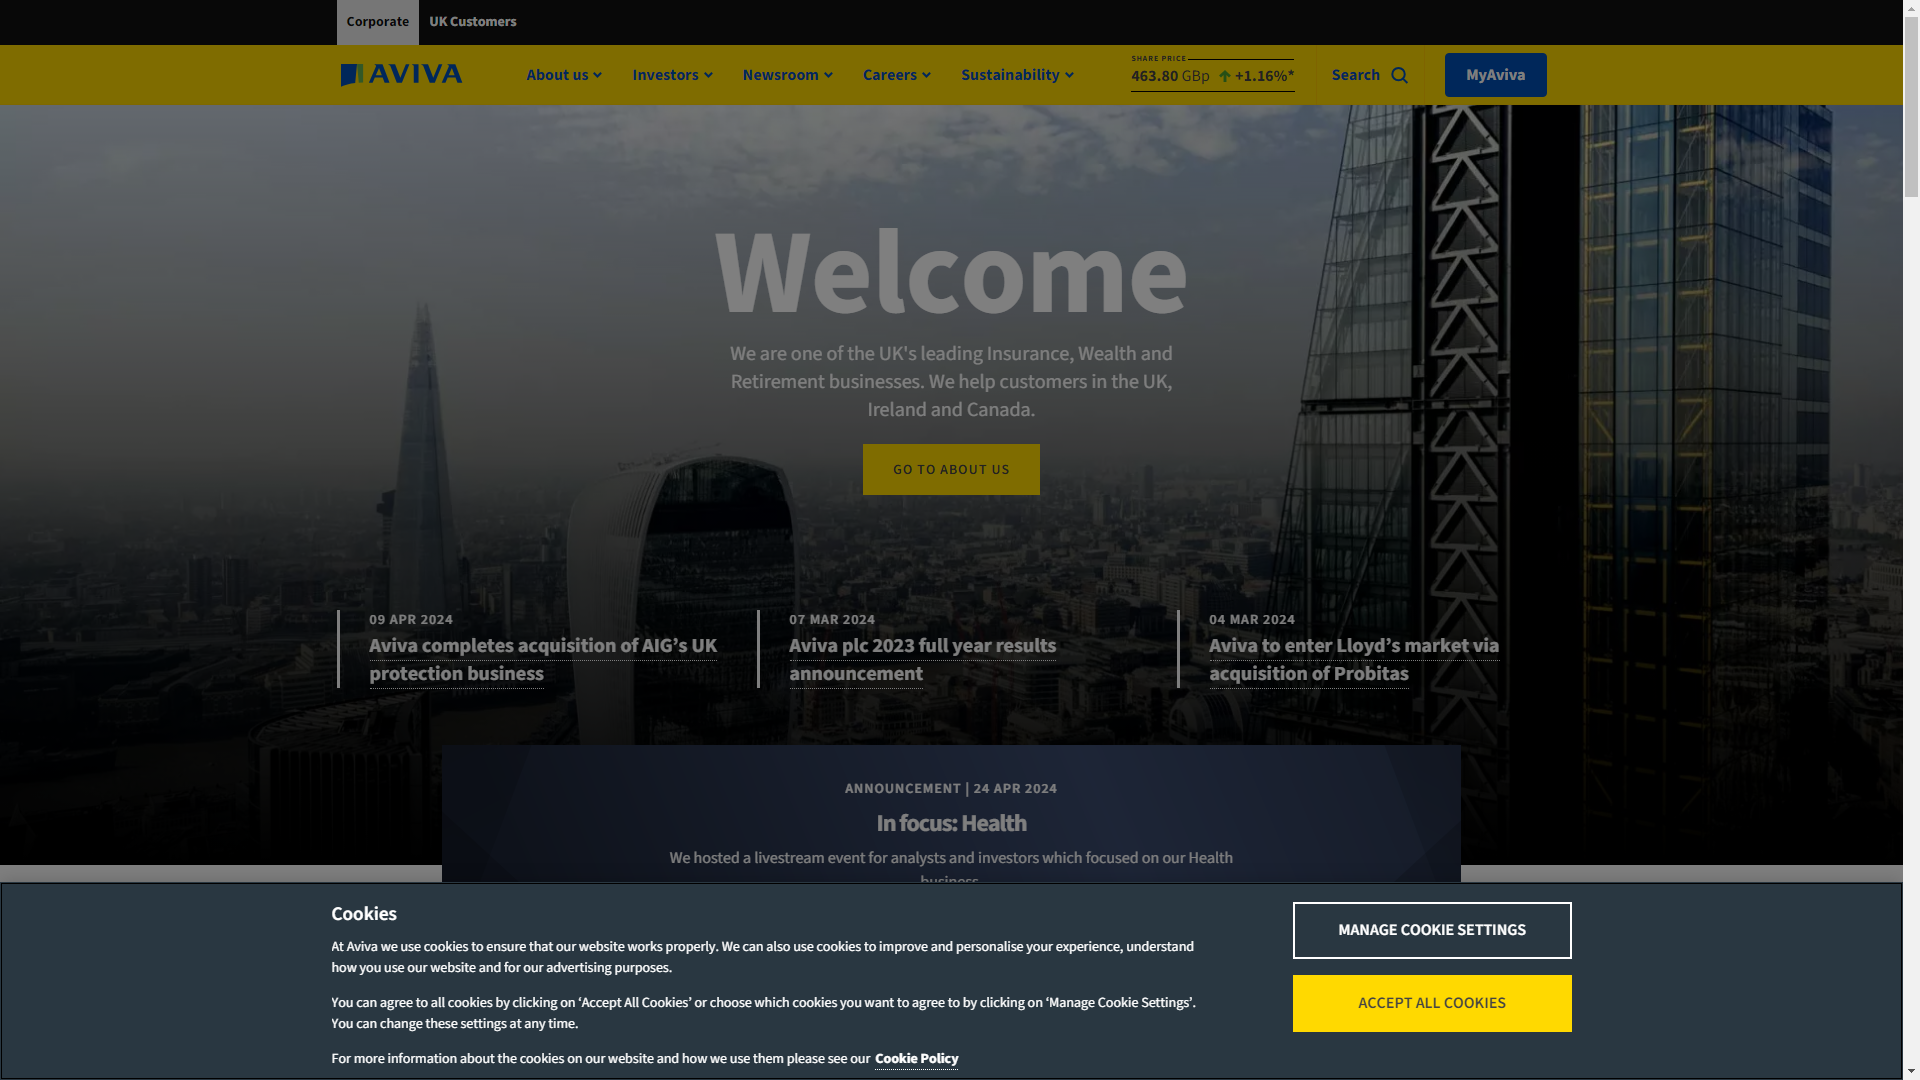 Corporate
UK Customers
AVIVA
About us
Investors
Newsroom
Careers
Sustainability
SHARE PRICE
463.80 GBp +1.16%*
Search
MyAviva
Welcome
We are one of the UK's leading Insurance, Wealth and
Retirement businesses. We help customers in the UK,
Ireland and Canada.
GO TO ABOUT US
09 APR 2024
Aviva completes acquisition of AIG’s UK
protection business
07 MAR 2024
Aviva plc 2023 full year results
announcement
04 MAR 2024
Aviva to enter Lloyd’s market via
acquisition of Probitas
ANNOUNCEMENT | 24 APR 2024
In focus: Health
We hosted a livestream event for analysts and investors which focused on our Health
business.
Cookies
At Aviva we use cookies to ensure that our website works properly. We can also use cookies to improve and personalise your experience, understand
how you use our website and for our advertising purposes.
You can agree to all cookies by clicking on ‘Accept All Cookies’ or choose which cookies you want to agree to by clicking on ‘Manage Cookie Settings’.
You can change these settings at any time.
For more information about the cookies on our website and how we use them please see our Cookie Policy
MANAGE COOKIE SETTINGS
ACCEPT ALL COOKIES